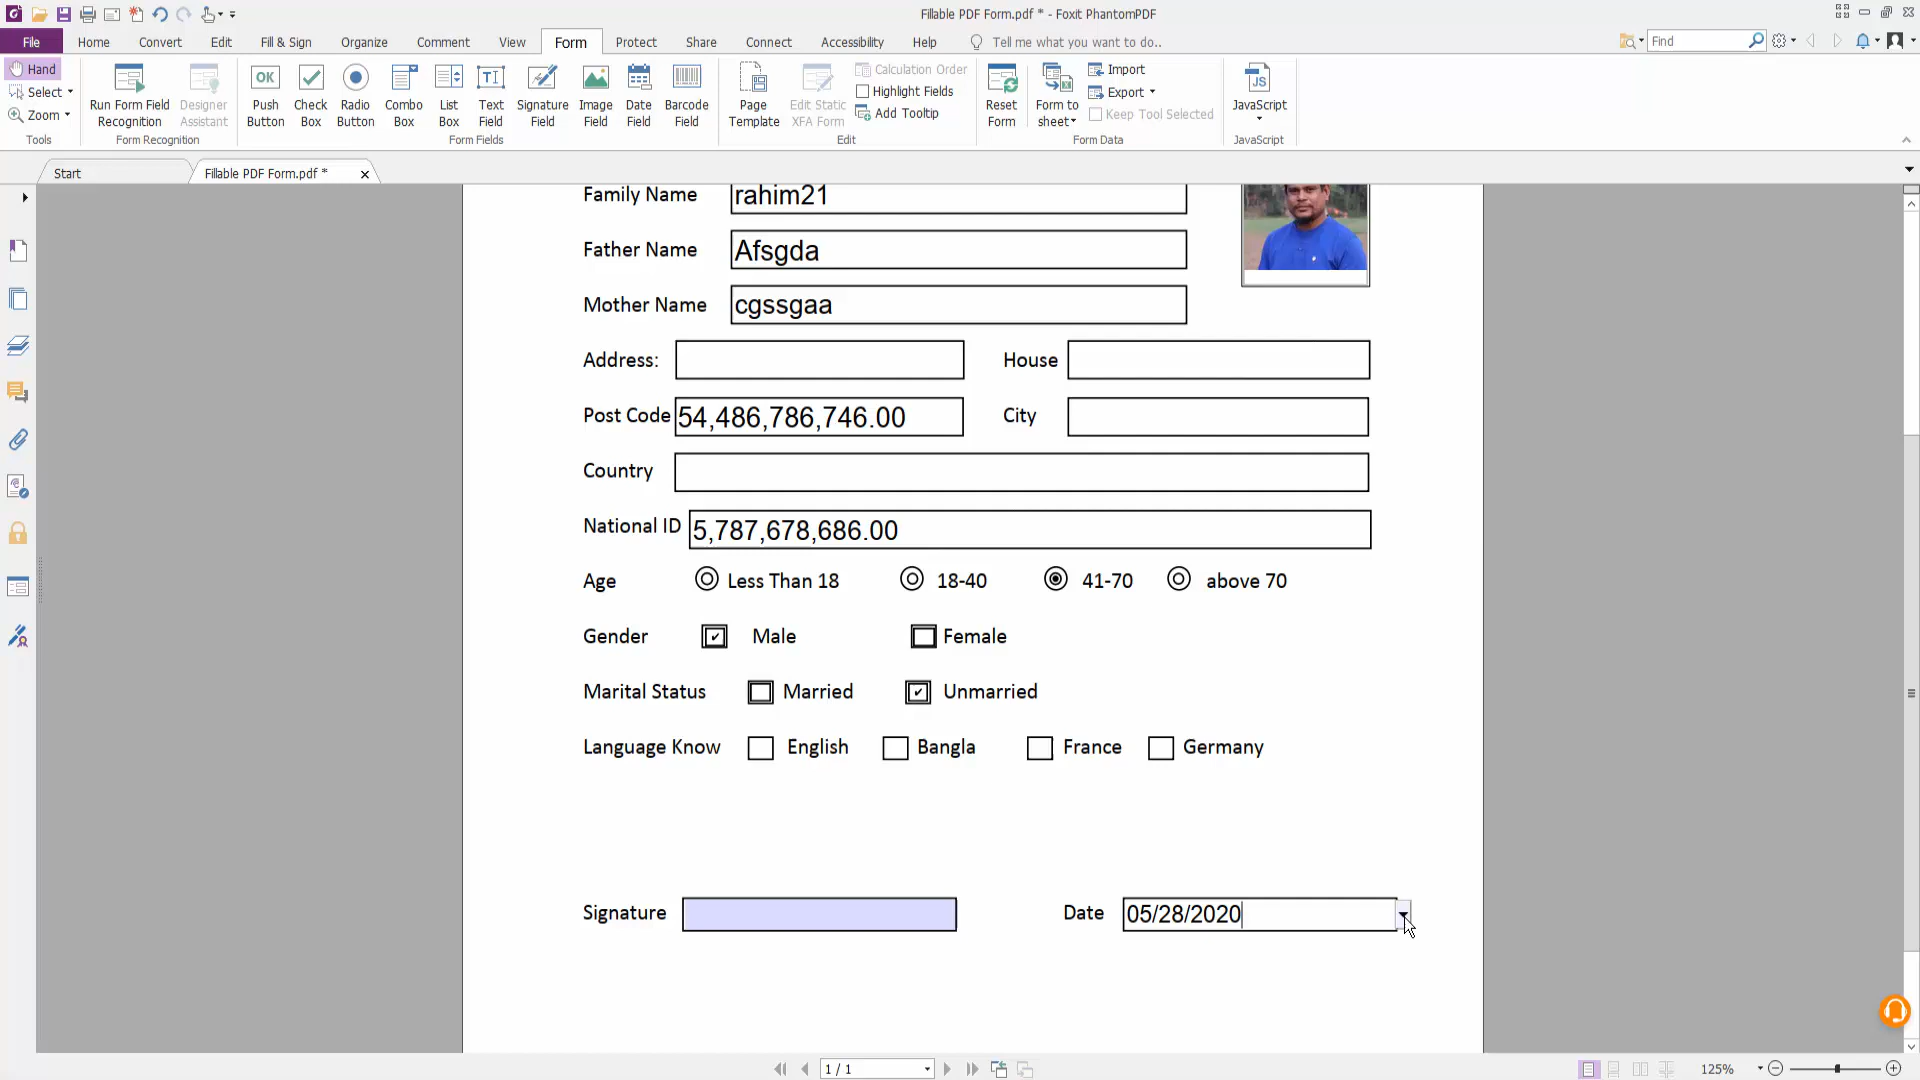 Fillable PDF Form.pdf * - Foxit PhantomPDF
File Home Convert Edit Fill & Sign Organize Comment View Form Protect Share Connect Accessibility Help Tell me what you want to do.. Find
Hand
Select
Zoom
Tools
Run Form Field Recognition
Designer Assistant
Form Recognition
OK
Push Button
Check Box
Radio Button
Combo Box
List Box
Text Field
Signature Field
Image Field
Date Field
Barcode Field
Form Fields
Page Template
Edit Static XFA Form
Calculation Order
Highlight Fields
Add Tooltip
Edit
Reset Form
Form to sheet
Import
Export
Keep Tool Selected
Form Data
JS
JavaScript
JavaScript
Start Fillable PDF Form.pdf *
Family Name rahim21
Father Name Afsgda
Mother Name cgssgaa
Address: House
Post Code 54,486,786,746.00 City
Country
National ID 5,787,678,686.00
Age Less Than 18 18-40 41-70 above 70
Gender Male Female
Marital Status Married Unmarried
Language Know English Bangla France Germany
Signature Date 05/28/2020
1 / 1 125%